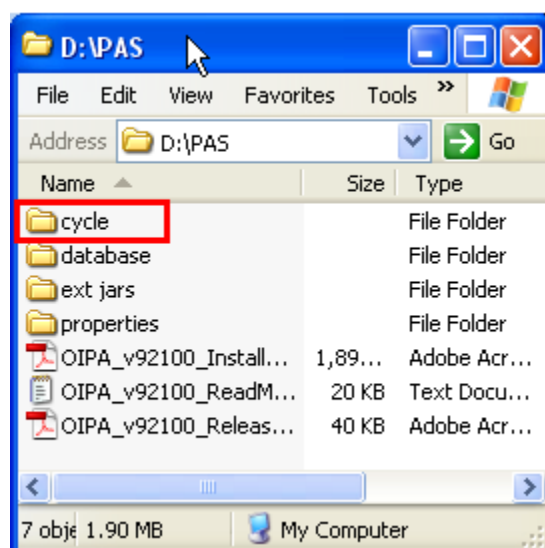 D:\PAS
File Edit View Favorites Tools »
Address D:\PAS Go
Name Size Type
cycle File Folder
database File Folder
ext jars File Folder
properties File Folder
OIPA_v92100_Install... 1,89... Adobe Acr...
OIPA_v92100_ReadM... 20 KB Text Docu...
OIPA_v92100_Releas... 40 KB Adobe Acr...
7 obje 1.90 MB My Computer